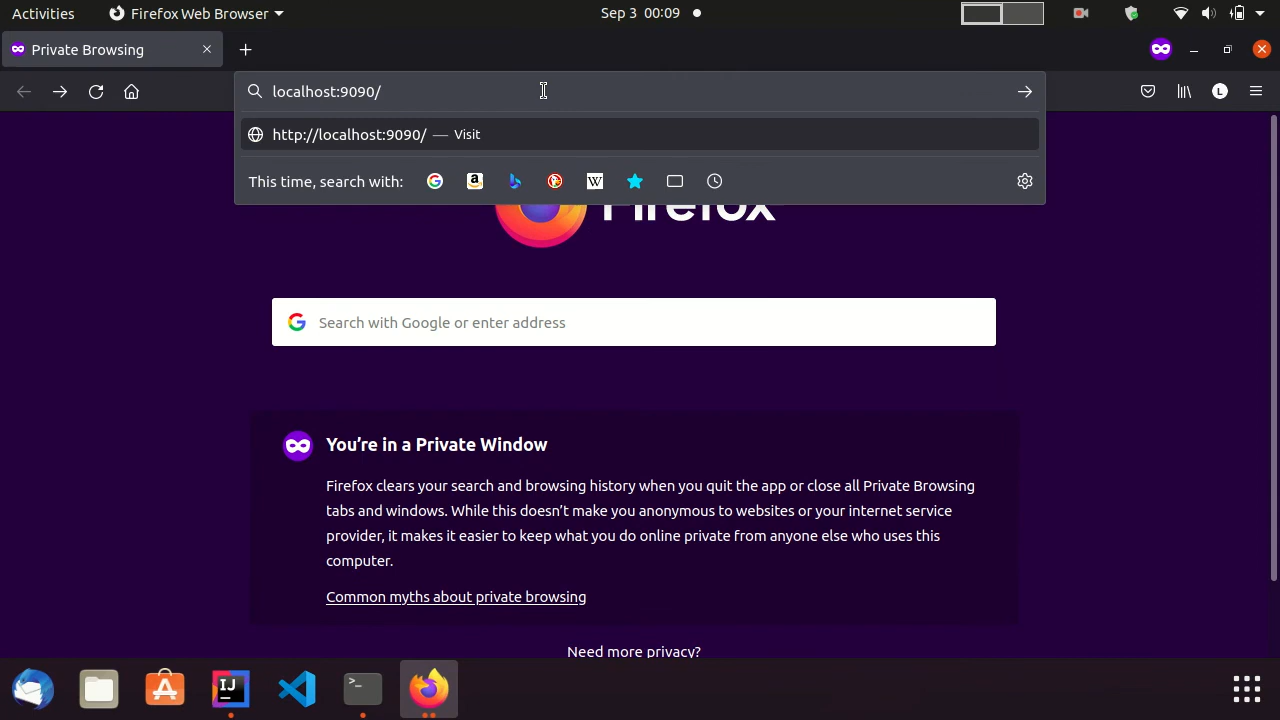 Activities
Firefox Web Browser
Sep 3 00:09
Private Browsing
localhost:9090/
http://localhost:9090/ — Visit
This time, search with:
Firefox
Search with Google or enter address
You're in a Private Window
Firefox clears your search and browsing history when you quit the app or close all Private Browsing
tabs and windows. While this doesn't make you anonymous to websites or your internet service
provider, it makes it easier to keep what you do online private from anyone else who uses this
computer.
Common myths about private browsing
Need more privacy?